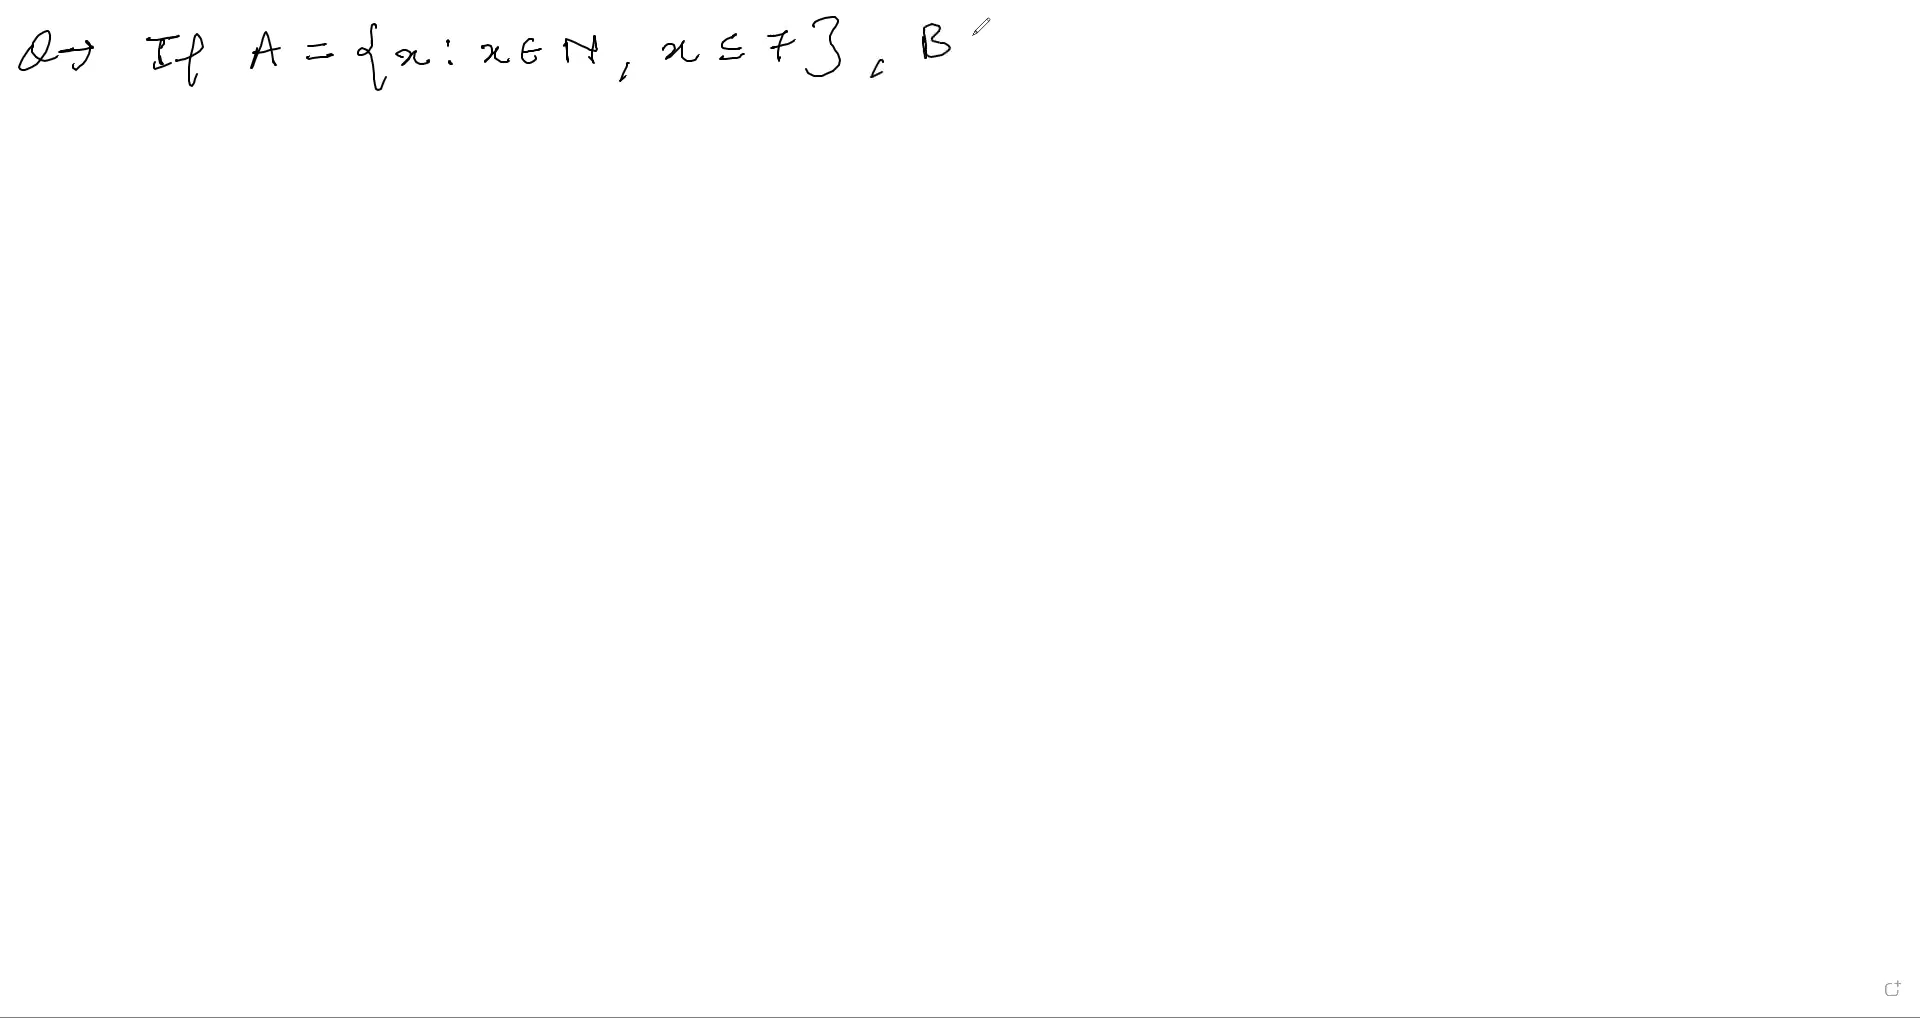 Q→ If A = {x : x ∈ N, x ≤ 7}, B